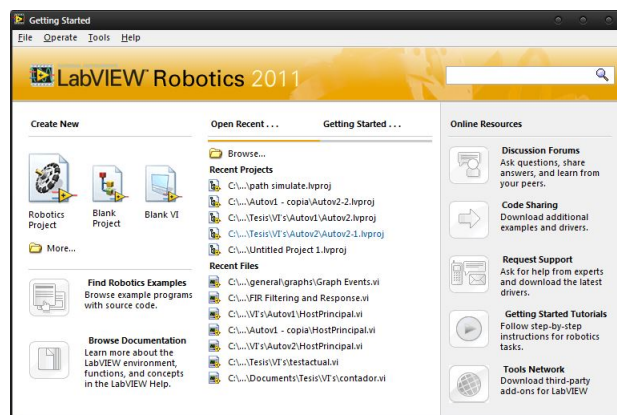 Getting Started
File Operate Tools Help
LabVIEW™ Robotics 2011
Create New
Robotics Project
Blank Project
Blank VI
More...
Find Robotics Examples
Browse example programs
with source code.
Browse Documentation
Learn more about the
LabVIEW environment,
functions, and concepts
in the LabVIEW Help.
Open Recent . . .
Getting Started . . .
Browse...
Recent Projects
C:\...\path simulate.lvproj
C:\...\Autov1 - copia\Autov2-2.lvproj
C:\...\Tesis\VI's\Autov1\Autov2.lvproj
C:\...\Tesis\VI's\Autov2\Autov2-1.lvproj
C:\...\Untitled Project 1.lvproj
Recent Files
C:\...\general\graphs\Graph Events.vi
C:\...\FIR Filtering and Response.vi
C:\...\VI's\Autov1\HostPrincipal.vi
C:\...\Autov1 - copia\HostPrincipal.vi
C:\...\VI's\Autov2\HostPrincipal.vi
C:\...\Tesis\VI's\testactual.vi
C:\...\Documents\Tesis\VI's\contador.vi
Online Resources
Discussion Forums
Ask questions, share
answers, and learn from
your peers.
Code Sharing
Download additional
examples and drivers.
Request Support
Ask for help from experts
and download the latest
drivers.
Getting Started Tutorials
Follow step-by-step
instructions for robotics
tasks.
Tools Network
Download third-party
add-ons for LabVIEW